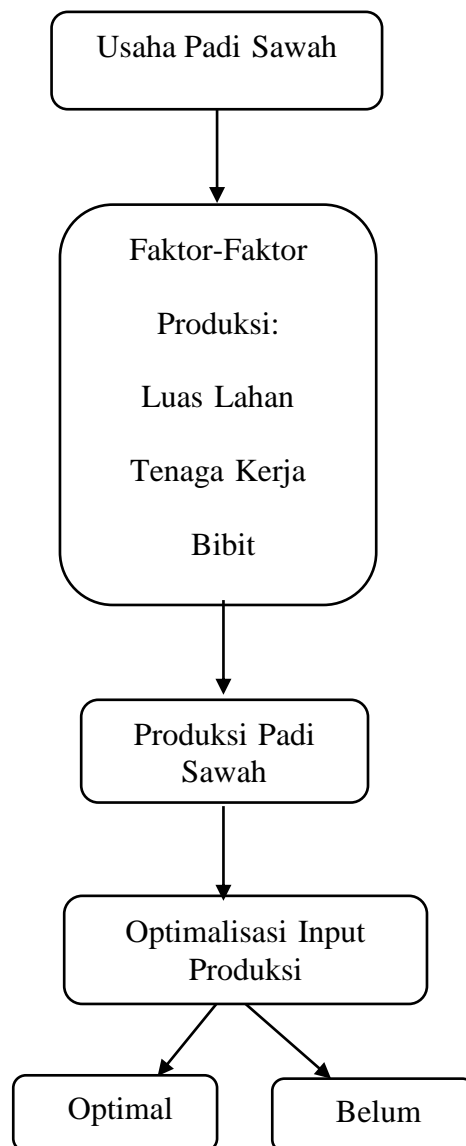 Usaha Padi Sawah
Faktor-Faktor
Produksi:
Luas Lahan
Tenaga Kerja
Bibit
Produksi Padi
Sawah
Optimalisasi Input
Produksi
Optimal
Belum